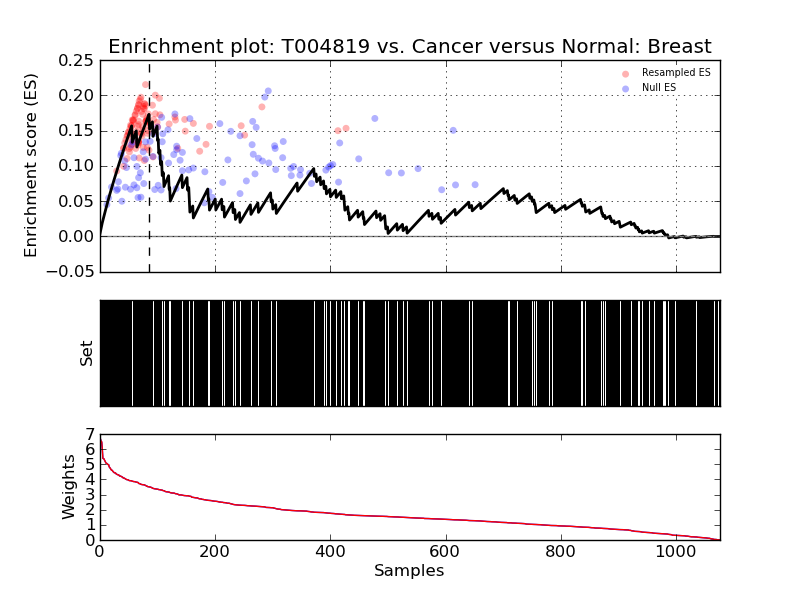 Enrichment plot: T004819 vs. Cancer versus Normal: Breast
Enrichment score (ES)
0.25
0.20
0.15
0.10
0.05
0.00
−0.05
Resampled ES
Null ES
Set
Weights
7
6
5
4
3
2
1
0
0 200 400 600 800 1000
Samples